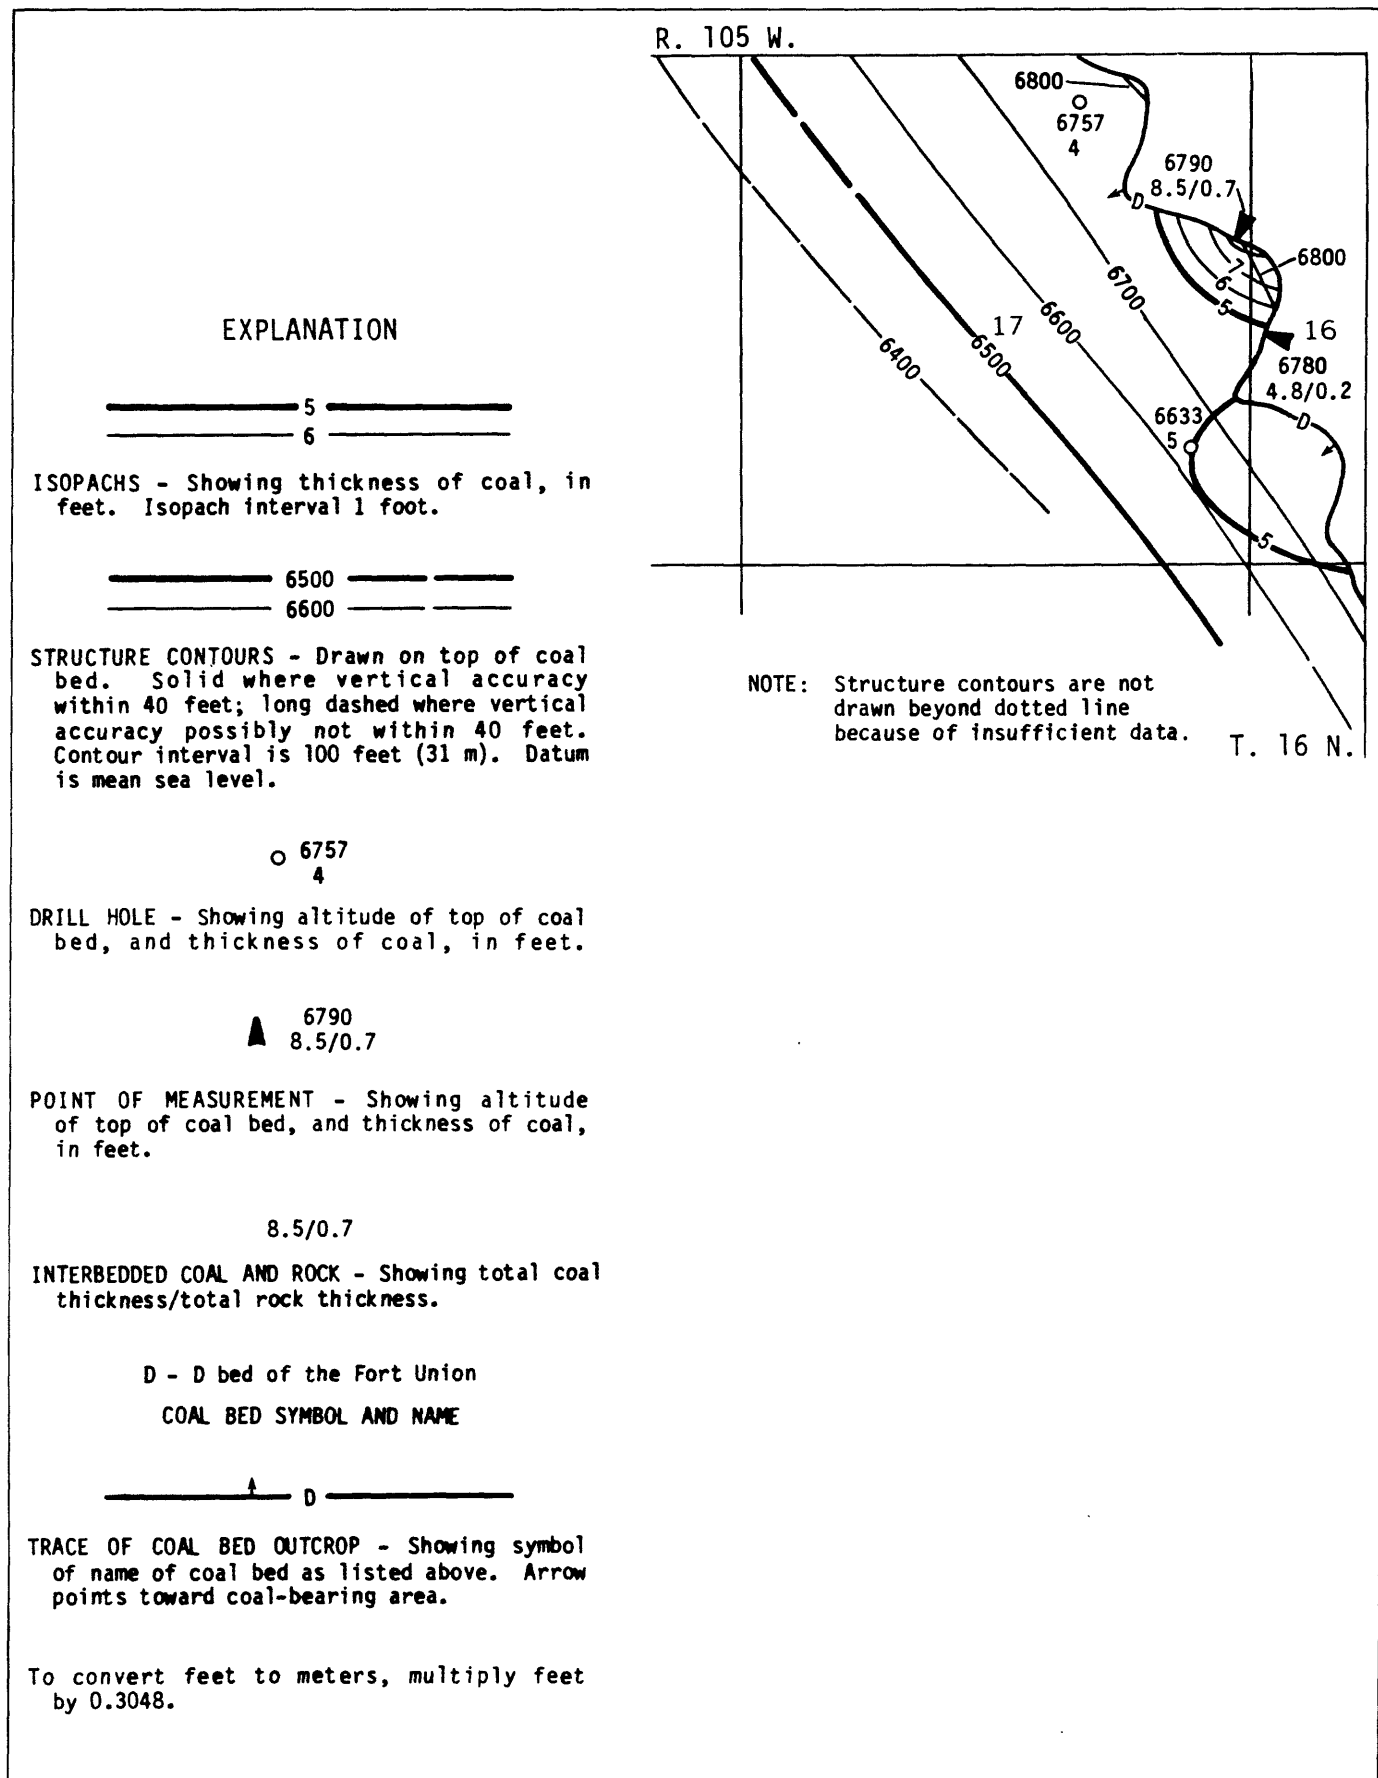 R. 105 W.
6800
6757
4
6790
8.5/0.7
D
6800
7
6
5
6700
6600
6500
6400
17
16
6780
4.8/0.2
6633
5
D
5
NOTE: Structure contours are not
drawn beyond dotted line
because of insufficient data.
T. 16 N.
EXPLANATION
5
6
ISOPACHS - Showing thickness of coal, in
feet. Isopach interval 1 foot.
6500
6600
STRUCTURE CONTOURS - Drawn on top of coal
bed. Solid where vertical accuracy
within 40 feet; long dashed where vertical
accuracy possibly not within 40 feet.
Contour interval is 100 feet (31 m). Datum
is mean sea level.
6757
4
DRILL HOLE - Showing altitude of top of coal
bed, and thickness of coal, in feet.
6790
8.5/0.7
POINT OF MEASUREMENT - Showing altitude
of top of coal bed, and thickness of coal,
in feet.
8.5/0.7
INTERBEDDED COAL AND ROCK - Showing total coal
thickness/total rock thickness.
D - D bed of the Fort Union
COAL BED SYMBOL AND NAME
D
TRACE OF COAL BED OUTCROP - Showing symbol
of name of coal bed as listed above. Arrow
points toward coal-bearing area.
To convert feet to meters, multiply feet
by 0.3048.